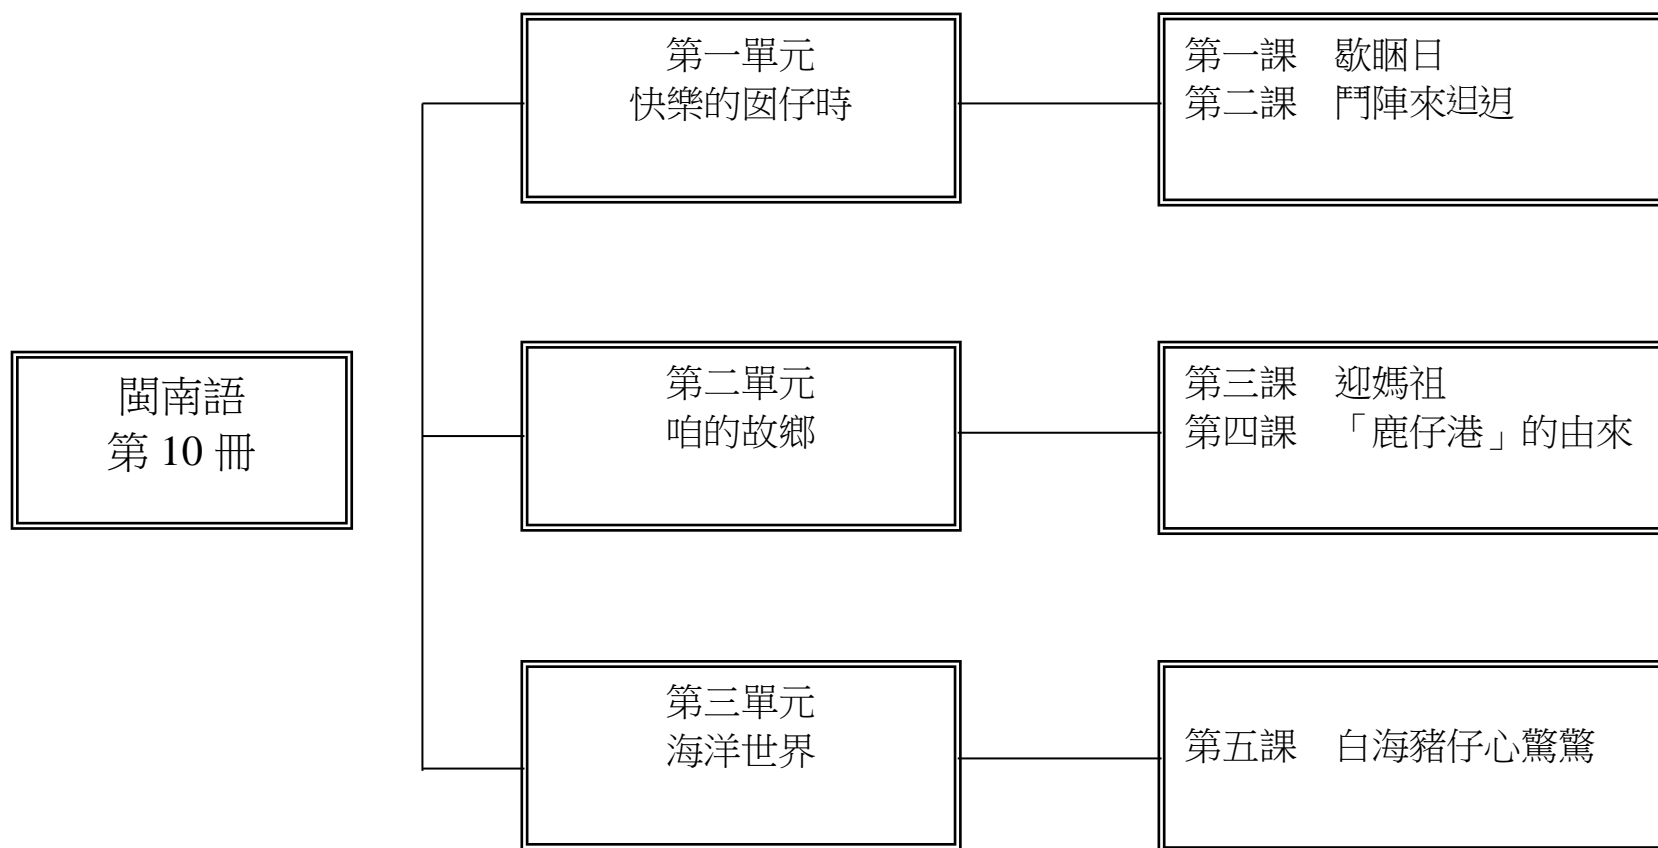 閩南語
第 10 冊
第一單元
快樂的囡仔時
第一課　歇睏日
第二課　鬥陣來𨑨迌
第二單元
咱的故鄉
第三課　迎媽祖
第四課　「鹿仔港」的由來
第三單元
海洋世界
第五課　白海豬仔心驚驚